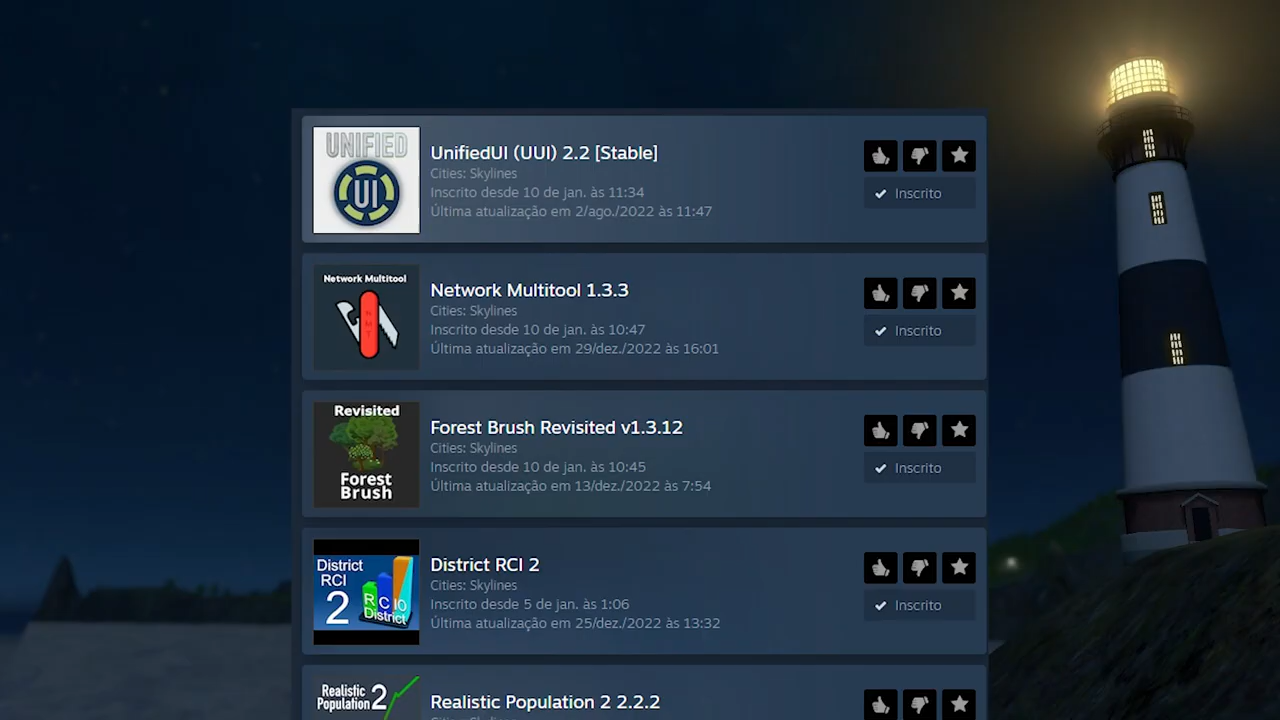 UNIFIED
UI
UnifiedUI (UUI) 2.2 [Stable]
Cities: Skylines
Inscrito desde 10 de jan. às 11:34
Última atualização em 2/ago./2022 às 11:47
Inscrito
Network Multitool
NMT
Network Multitool 1.3.3
Cities: Skylines
Inscrito desde 10 de jan. às 10:47
Última atualização em 29/dez./2022 às 16:01
Inscrito
Revisited
Forest
Brush
Forest Brush Revisited v1.3.12
Cities: Skylines
Inscrito desde 10 de jan. às 10:45
Última atualização em 13/dez./2022 às 7:54
Inscrito
District
RCI
2
R C IO
District
District RCI 2
Cities: Skylines
Inscrito desde 5 de jan. às 1:06
Última atualização em 25/dez./2022 às 13:32
Inscrito
Realistic
Population 2
Realistic Population 2 2.2.2